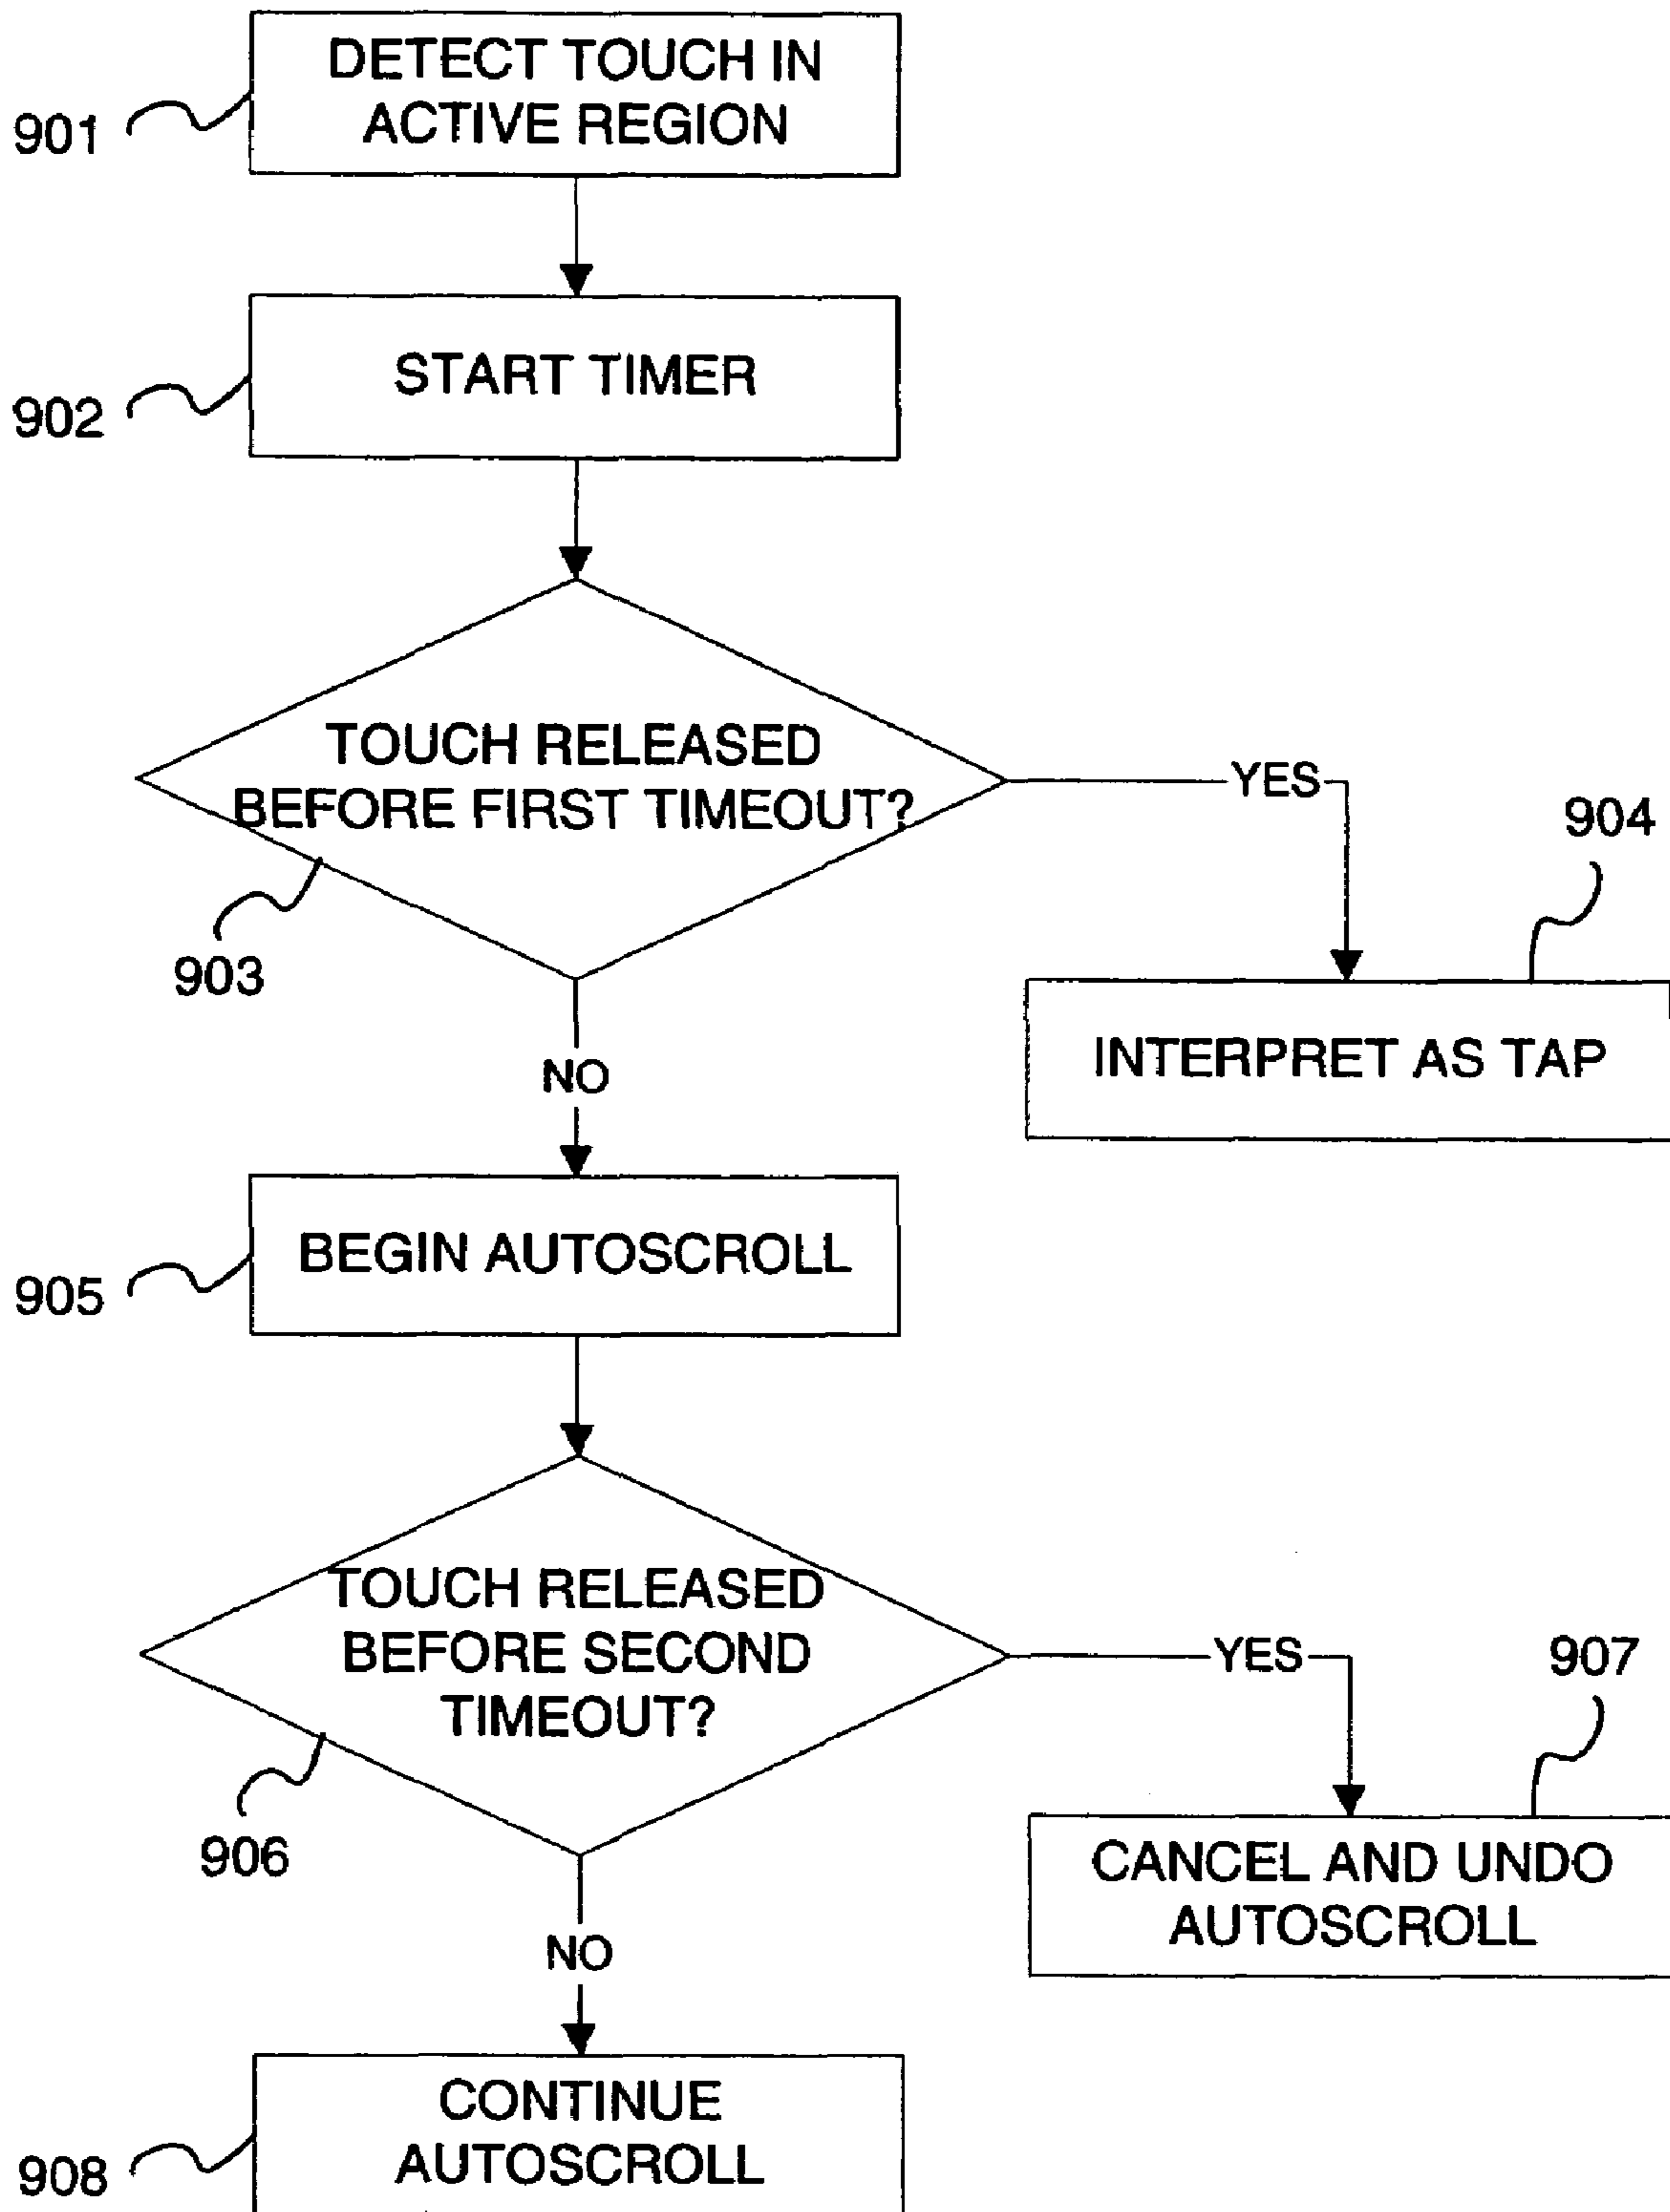 DETECT TOUCH IN
ACTIVE REGION
901
START TIMER
902
TOUCH RELEASED
BEFORE FIRST TIMEOUT?
YES
904
903
INTERPRET AS TAP
NO
BEGIN AUTOSCROLL
905
TOUCH RELEASED
BEFORE SECOND
TIMEOUT?
YES
907
906
CANCEL AND UNDO
AUTOSCROLL
NO
CONTINUE
AUTOSCROLL
908